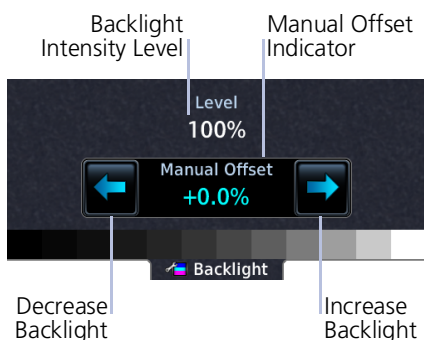 Backlight
Intensity Level
Manual Offset
Indicator
Level
100%
Manual Offset
+0.0%
Backlight
Decrease
Backlight
Increase
Backlight